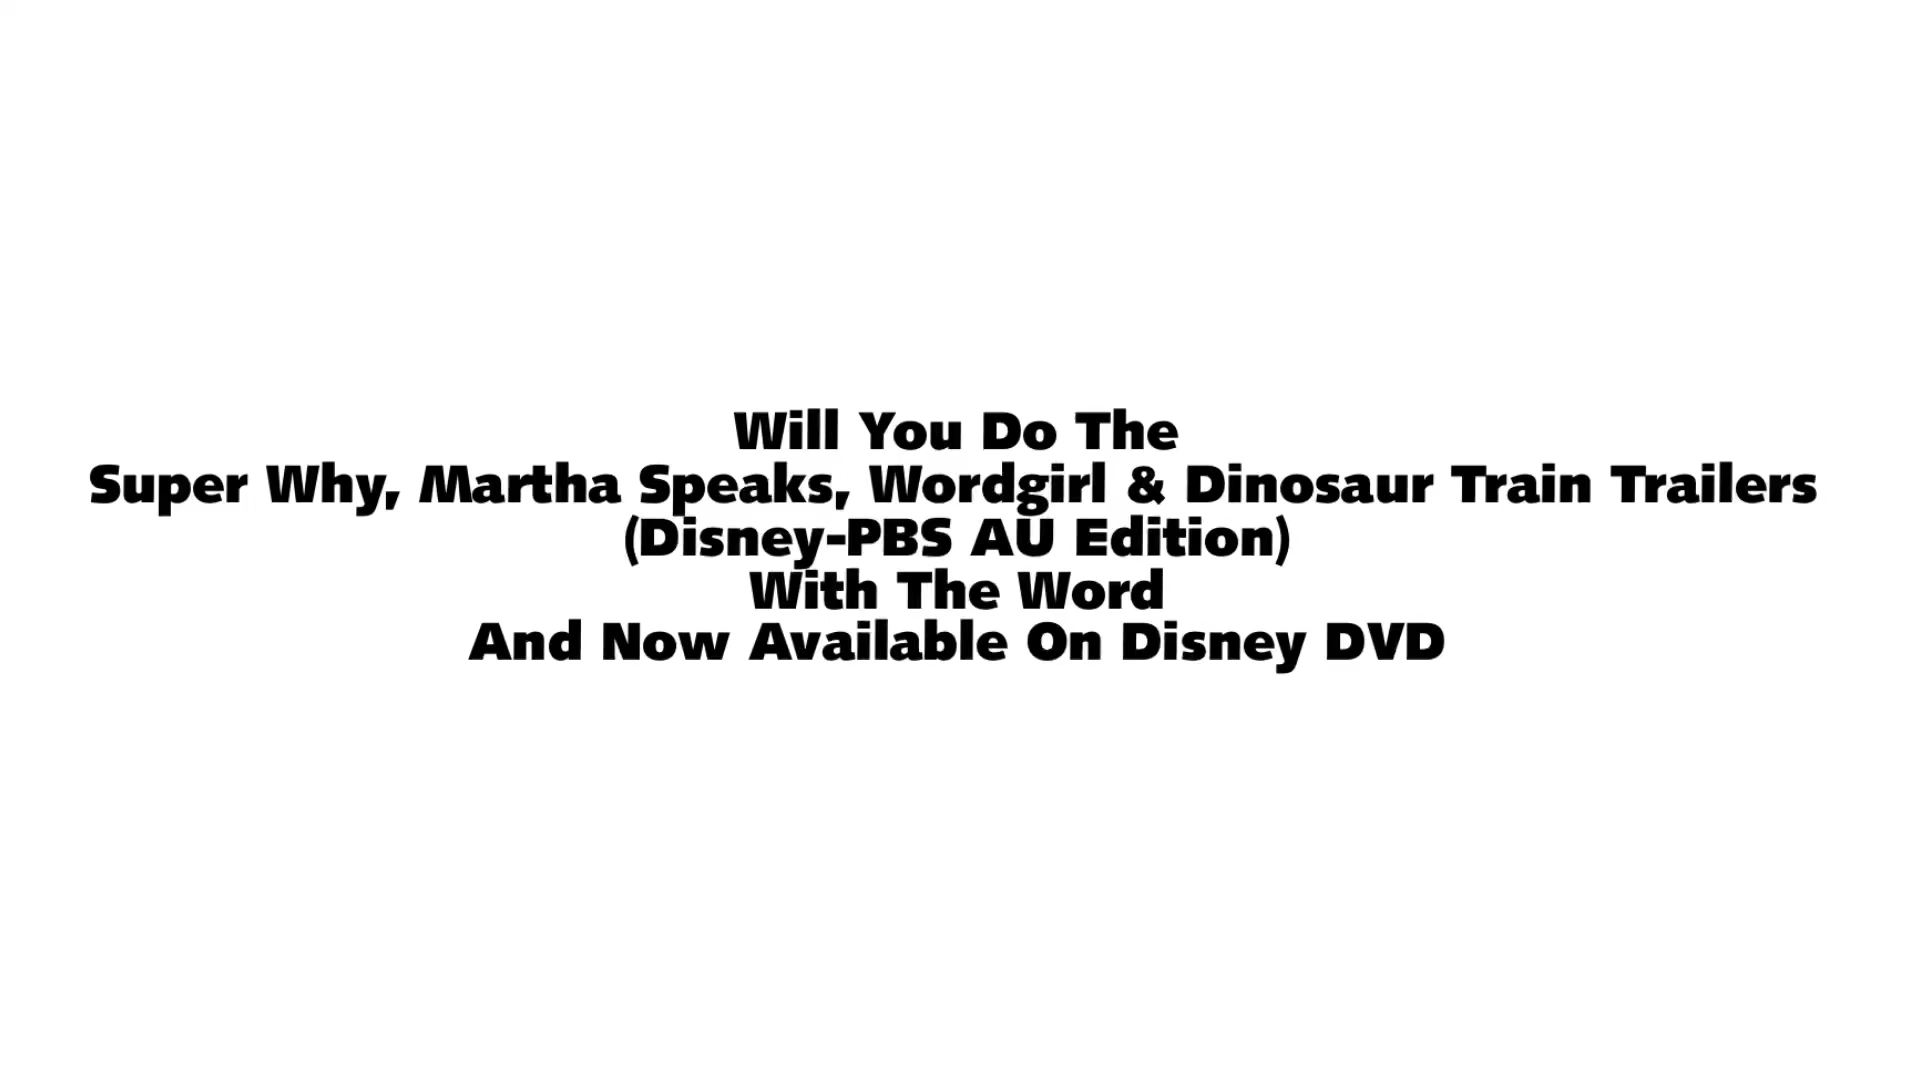 Will You Do The
Super Why, Martha Speaks, Wordgirl & Dinosaur Train Trailers
(Disney-PBS AU Edition)
With The Word
And Now Available On Disney DVD